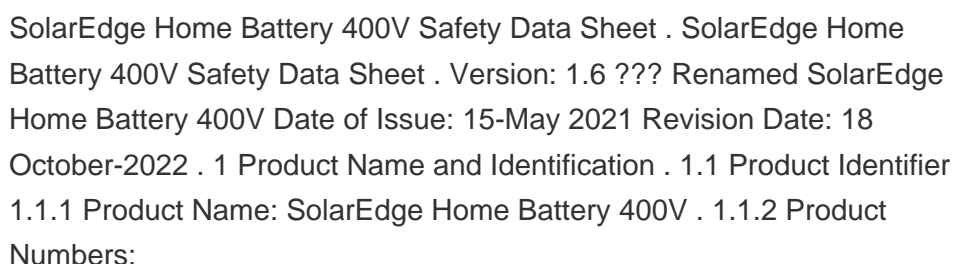 SolarEdge Home Battery 400V Safety Data Sheet . SolarEdge Home
Battery 400V Safety Data Sheet . Version: 1.6 ??? Renamed SolarEdge
Home Battery 400V Date of Issue: 15-May 2021 Revision Date: 18
October-2022 . 1 Product Name and Identification . 1.1 Product Identifier
1.1.1 Product Name: SolarEdge Home Battery 400V . 1.1.2 Product
Numbers: